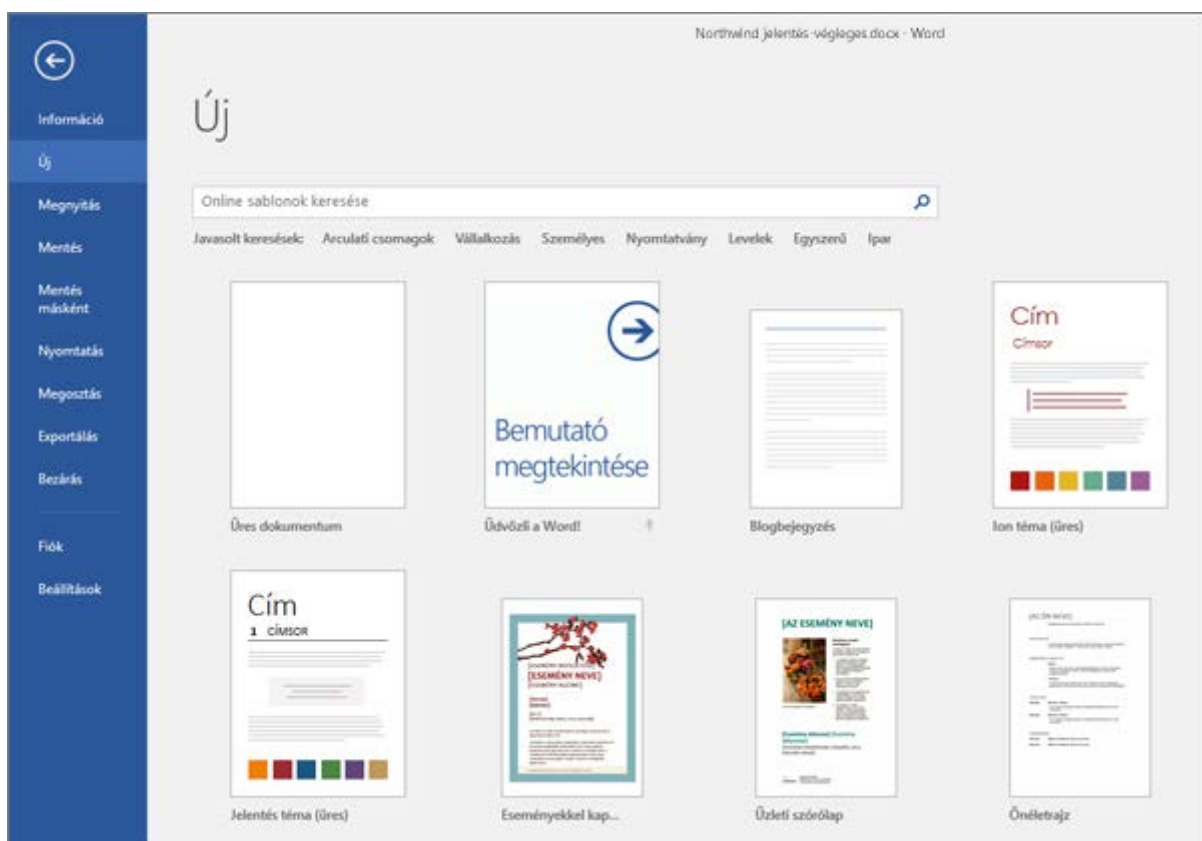 Northwind jelentés-végleges.docx - Word
Új
Információ
Új
Megnyitás
Mentés
Mentés
másként
Nyomtatás
Megosztás
Exportálás
Bezárás
Fiók
Beállítások
Online sablonok keresése
Javasolt keresések: Arculati csomagok Vállalkozás Személyes Nyomtatvány Levelek Egyszerű Ipar
Bemutató
megtekintése
Cím
Címsor
Üres dokumentum
Üdvözli a Word!
Blogbejegyzés
Ion téma (üres)
Cím
1 CÍMSOR
[ESEMÉNY NEVE]
[AZ ESEMÉNY NEVE]
[AZ ÖN NEVE]
Jelentés téma (üres)
Eseményekkel kap...
Üzleti szórólap
Önéletrajz